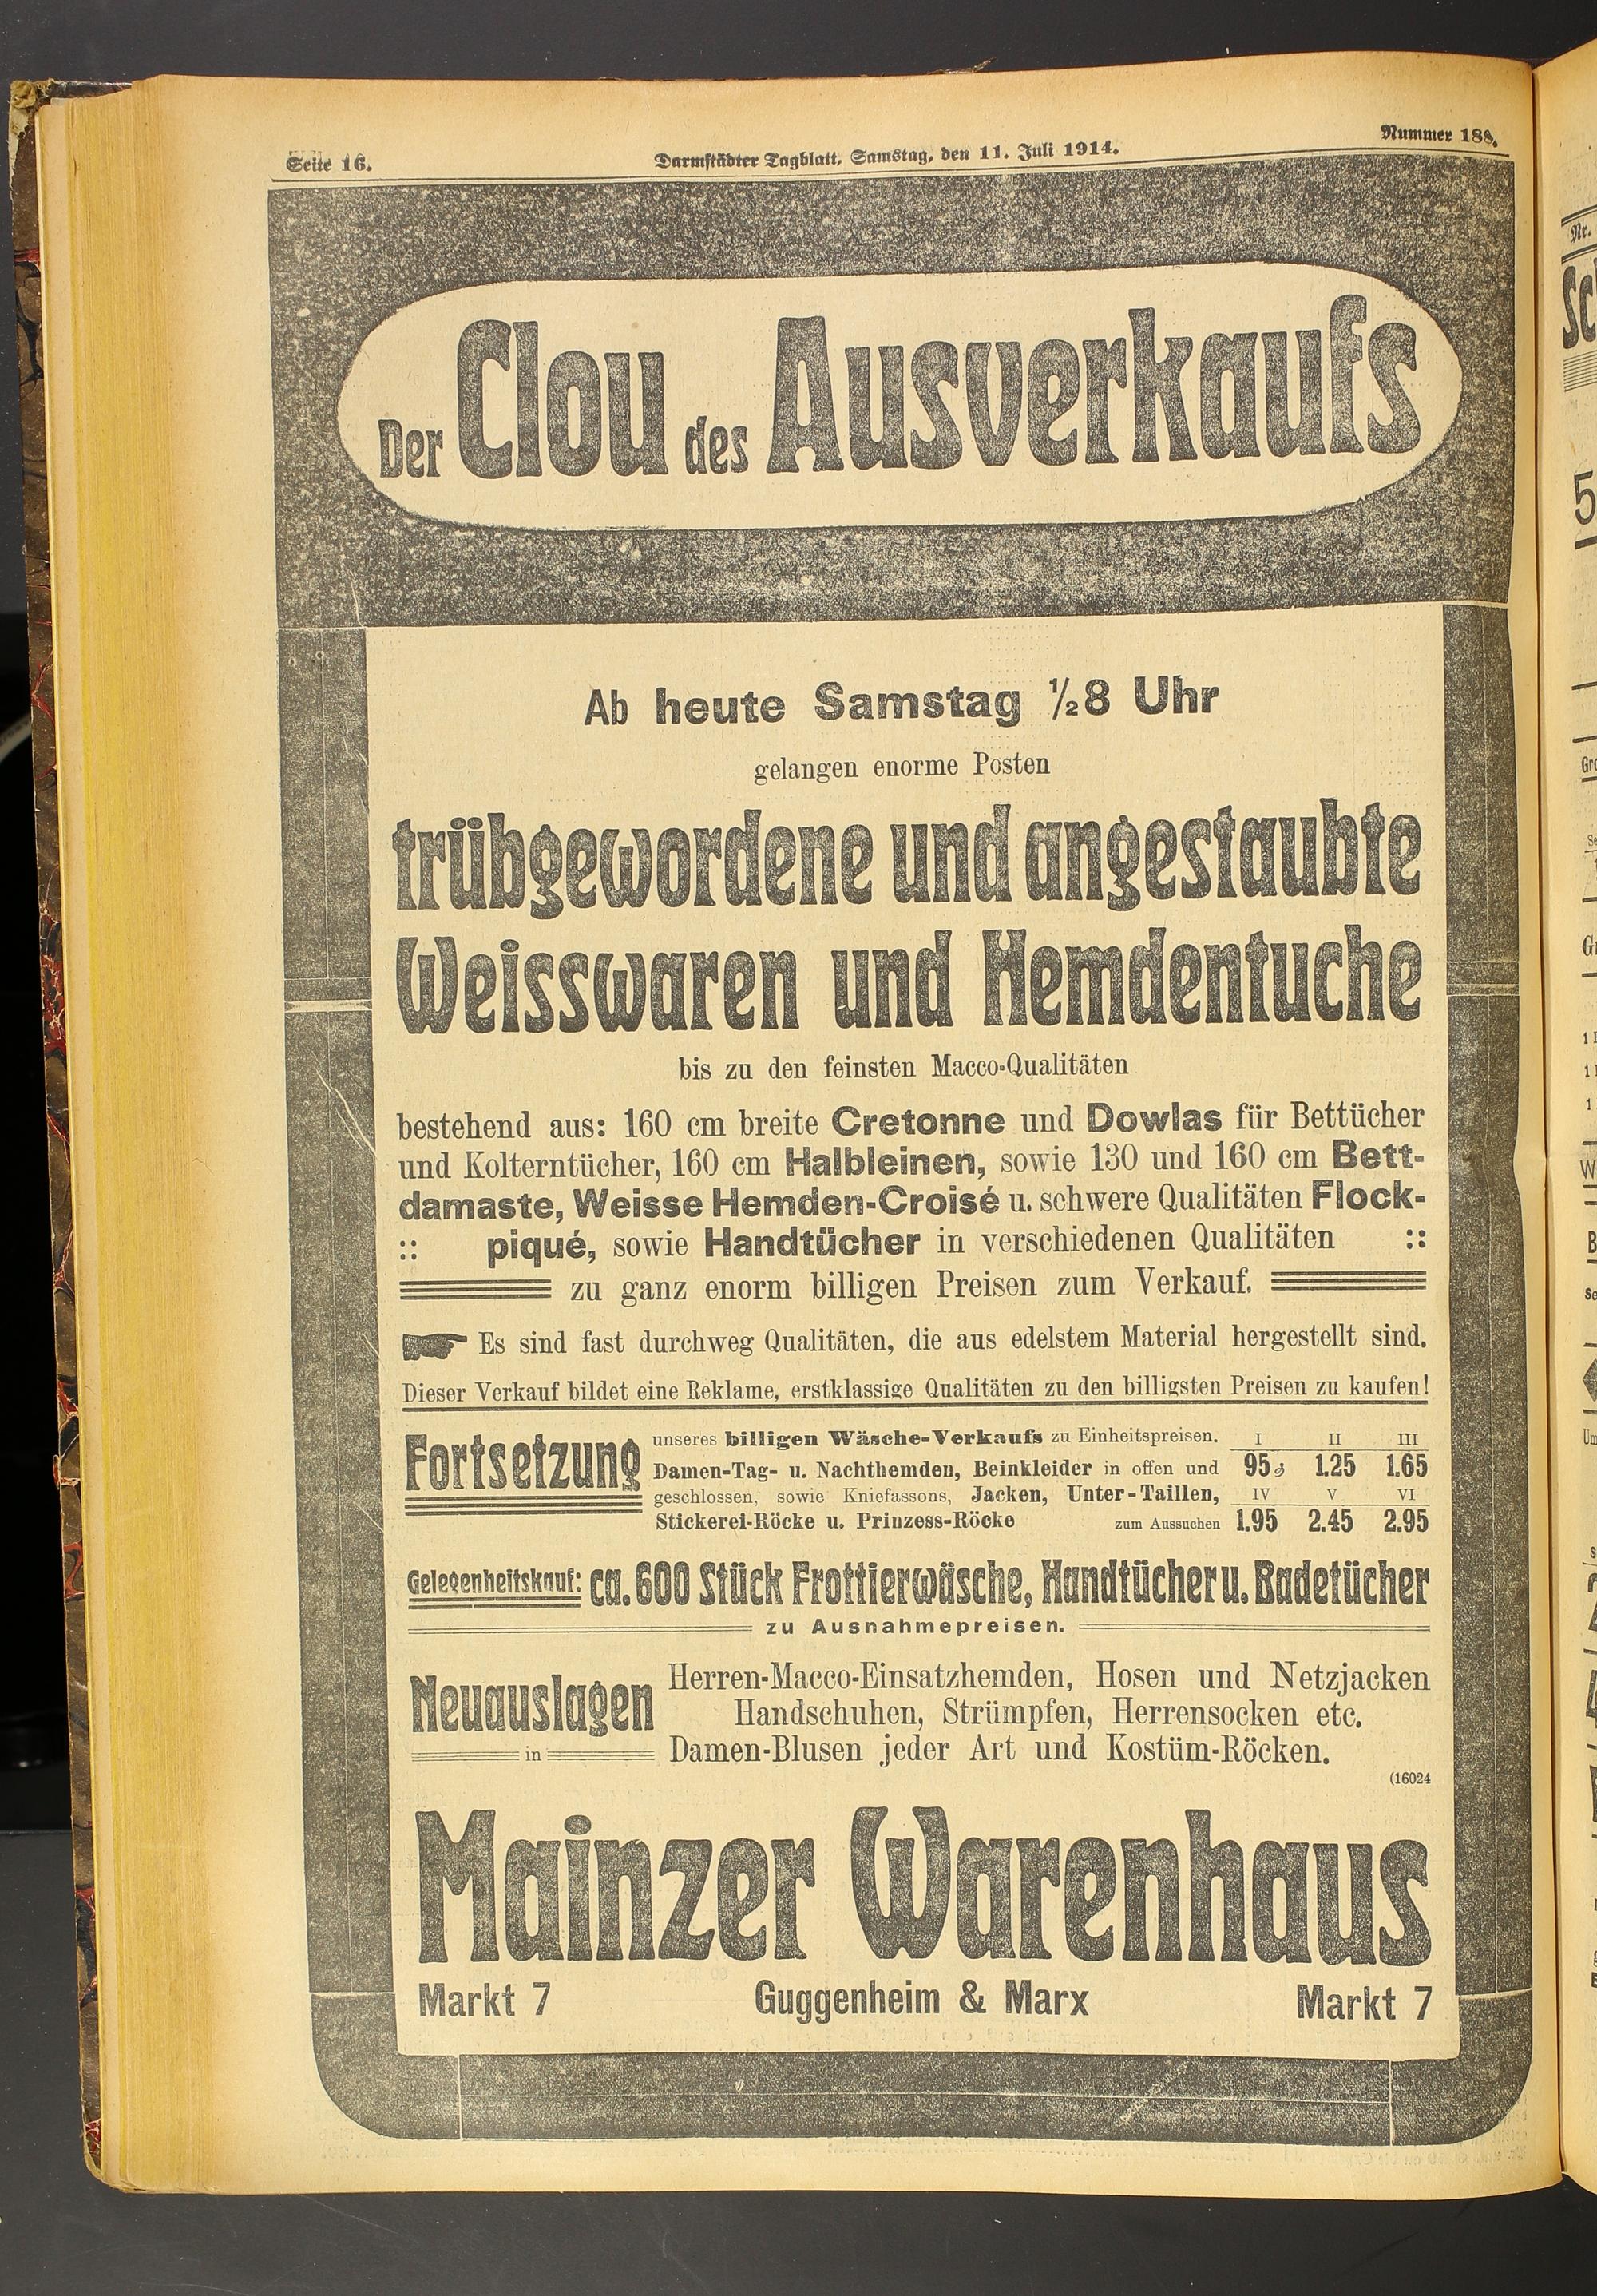 Seite 16.
Darmstädter Tagblatt, Samstag, den 11. Juli 1914.
Nummer 188.
Der Clou des Ausverkaufs
Ab heute Samstag ½8 Uhr
gelangen enorme Posten
trübgewordene und angestaubte
Weisswaren und Hemdentuche
bis zu den feinsten Macco-Qualitäten
bestehend aus: 160 cm breite Cretonne und Dowlas für Bettücher
und Kolterntücher, 160 cm Halbleinen, sowie 130 und 160 cm Bett-
damaste, Weisse Hemden-Croisé u. schwere Qualitäten Flock-
:: piqué, sowie Handtücher in verschiedenen Qualitäten ::
zu ganz enorm billigen Preisen zum Verkauf.
☛ Es sind fast durchweg Qualitäten, die aus edelstem Material hergestellt sind.
Dieser Verkauf bildet eine Reklame, erstklassige Qualitäten zu den billigsten Preisen zu kaufen!
Fortsetzung
unseres billigen Wäsche-Verkaufs zu Einheitspreisen.
Damen-Tag- u. Nachthemden, Beinkleider in offen und
geschlossen, sowie Kniefassons, Jacken, Unter-Taillen,
Stickerei-Röcke u. Prinzess-Röcke zum Aussuchen
I II III
95 ₰ 1.25 1.65
IV V VI
1.95 2.45 2.95
Gelegenheitskauf: ca. 600 Stück Frottierwäsche, Handtücher u. Badetücher
zu Ausnahmepreisen.
Neuauslagen
in
Herren-Macco-Einsatzhemden, Hosen und Netzjacken
Handschuhen, Strümpfen, Herrensocken etc.
Damen-Blusen jeder Art und Kostüm-Röcken.
(16024
Mainzer Warenhaus
Markt 7 Guggenheim & Marx Markt 7